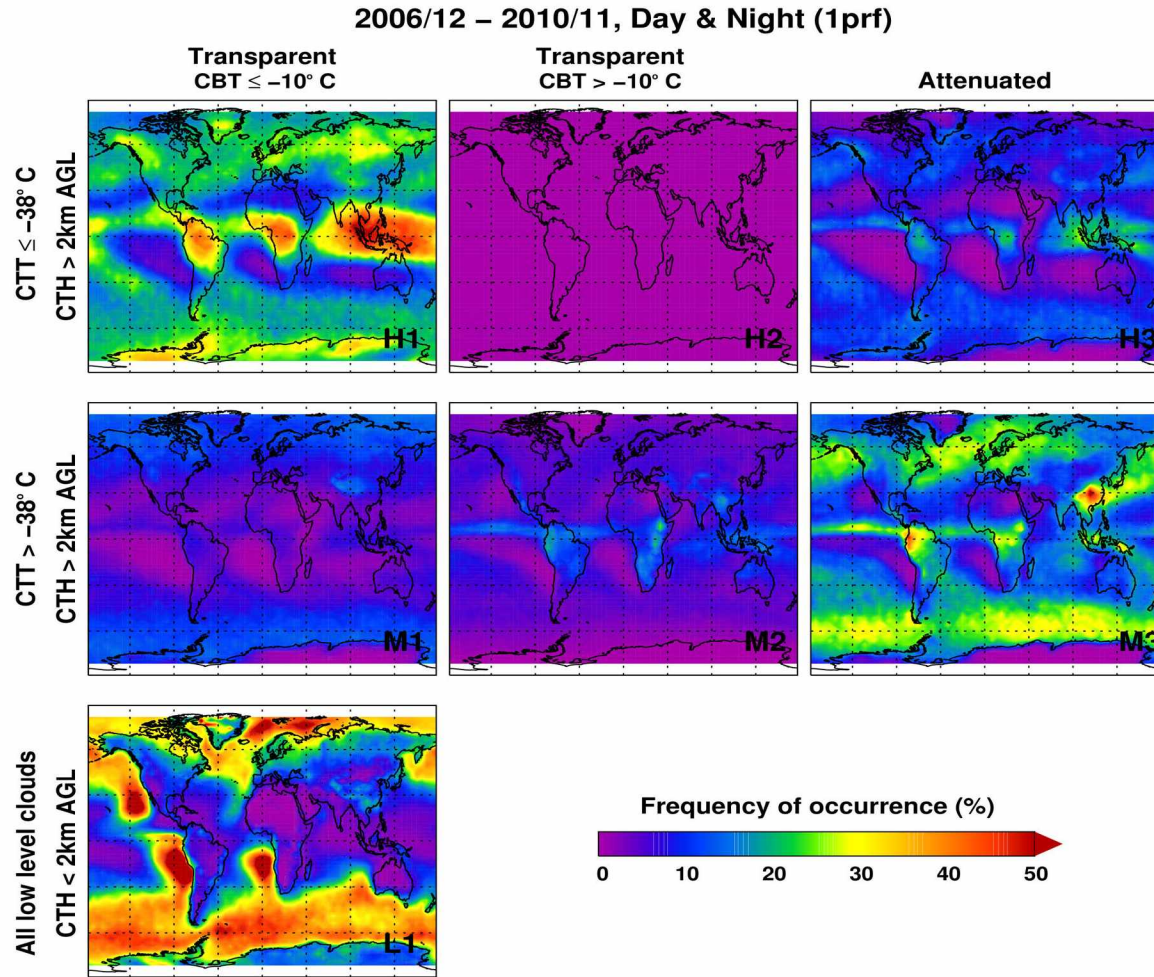 2006/12 – 2010/11, Day & Night (1prf)
Transparent
CBT ≤ –10° C
Transparent
CBT > –10° C
Attenuated
CTT ≤ –38° C
CTH > 2km AGL
H1
H2
H3
CTT > –38° C
CTH > 2km AGL
M1
M2
M3
All low level clouds
CTH < 2km AGL
L1
Frequency of occurrence (%)
0 10 20 30 40 50